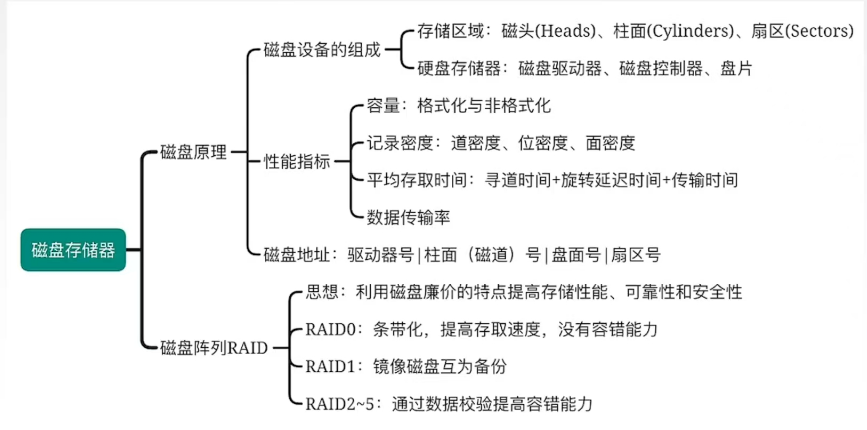 磁盘存储器
磁盘原理
磁盘设备的组成
存储区域：磁头(Heads)、柱面(Cylinders)、扇区(Sectors)
硬盘存储器：磁盘驱动器、磁盘控制器、盘片
性能指标
容量：格式化与非格式化
记录密度：道密度、位密度、面密度
平均存取时间：寻道时间+旋转延迟时间+传输时间
数据传输率
磁盘地址：驱动器号|柱面（磁道）号|盘面号|扇区号
磁盘阵列RAID
思想：利用磁盘廉价的特点提高存储性能、可靠性和安全性
RAID0：条带化，提高存取速度，没有容错能力
RAID1：镜像磁盘互为备份
RAID2~5：通过数据校验提高容错能力